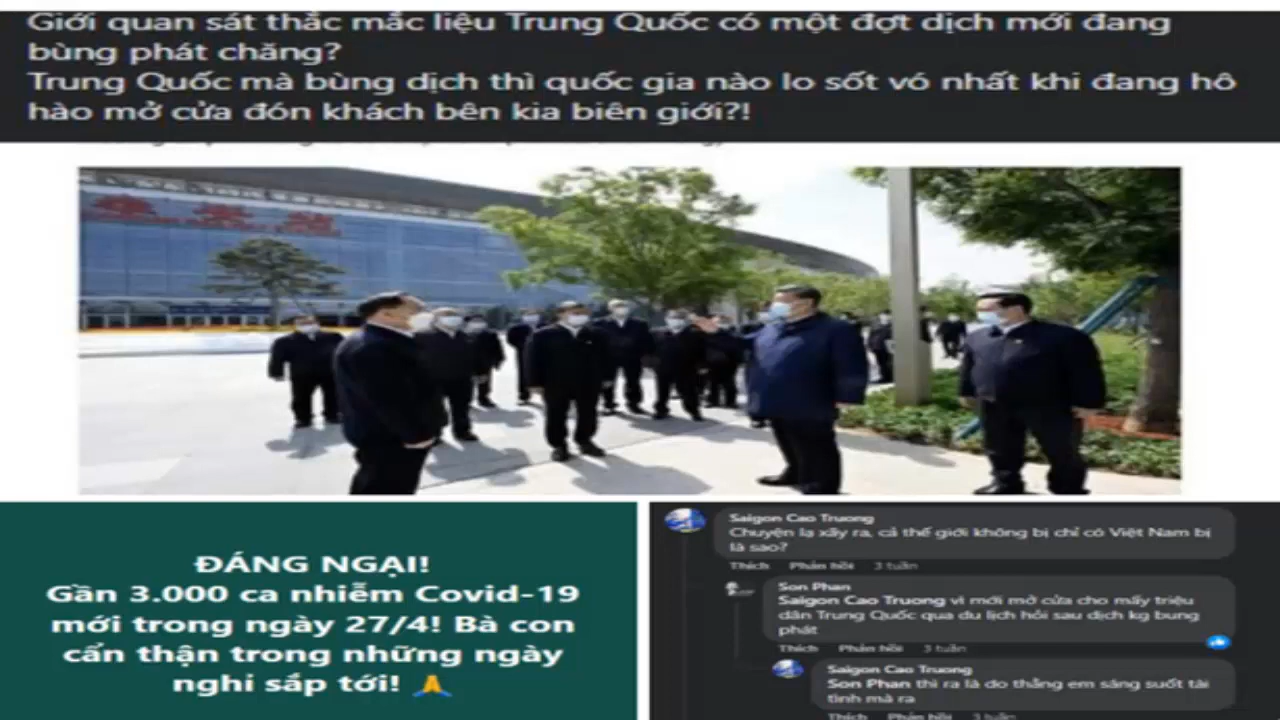 Giới quan sát thắc mắc liệu Trung Quốc có một đợt dịch mới đang
bùng phát chăng?
Trung Quốc mà bùng dịch thì quốc gia nào lo sốt vó nhất khi đang hô
hào mở cửa đón khách bên kia biên giới?!
ĐÁNG NGẠI!
Gần 3.000 ca nhiễm Covid-19
mới trong ngày 27/4! Bà con
cẩn thận trong những ngày
nghỉ sắp tới! 🙏
Saigon Cao Truong
Chuyện lạ xãy ra, cả thế giới không bị chỉ có Việt Nam bị
là sao?
Thích Phản hồi 3 tuần
Son Phan
Saigon Cao Truong vì mới mở cửa cho mấy triệu
dân Trung Quốc qua du lịch hỏi sau dịch kg bung
phát
Thích Phản hồi 3 tuần
Saigon Cao Truong
Son Phan thì ra là do thằng em sáng suốt tài
tình mà ra
Thích Phản hồi 3 tuần